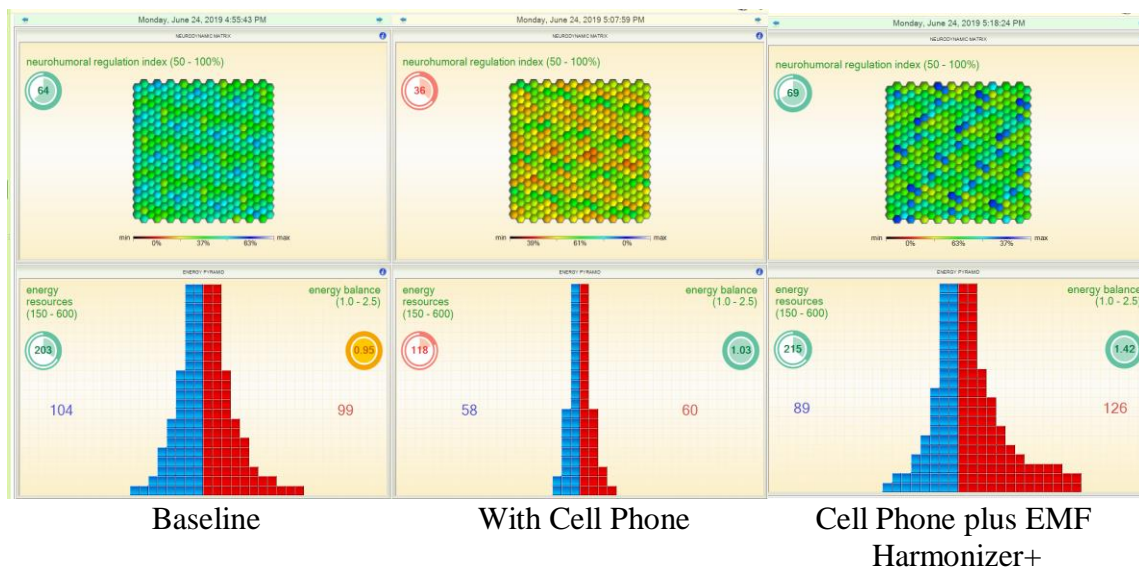 Monday, June 24, 2019 4:55:43 PM
NEURODYNAMIC MATRIX
neurohumoral regulation index (50 - 100%)
64
min 0% 37% 63% max
ENERGY PYRAMID
energy
resources
(150 - 600)
energy balance
(1.0 - 2.5)
203
0.95
104
99
Baseline
Monday, June 24, 2019 5:07:59 PM
NEURODYNAMIC MATRIX
neurohumoral regulation index (50 - 100%)
36
min 39% 61% 0% max
ENERGY PYRAMID
energy
resources
(150 - 600)
energy balance
(1.0 - 2.5)
118
1.03
58
60
With Cell Phone
Monday, June 24, 2019 5:18:24 PM
NEURODYNAMIC MATRIX
neurohumoral regulation index (50 - 100%)
69
min 0% 63% 37% max
ENERGY PYRAMID
energy
resources
(150 - 600)
energy balance
(1.0 - 2.5)
215
1.42
89
126
Cell Phone plus EMF
Harmonizer+